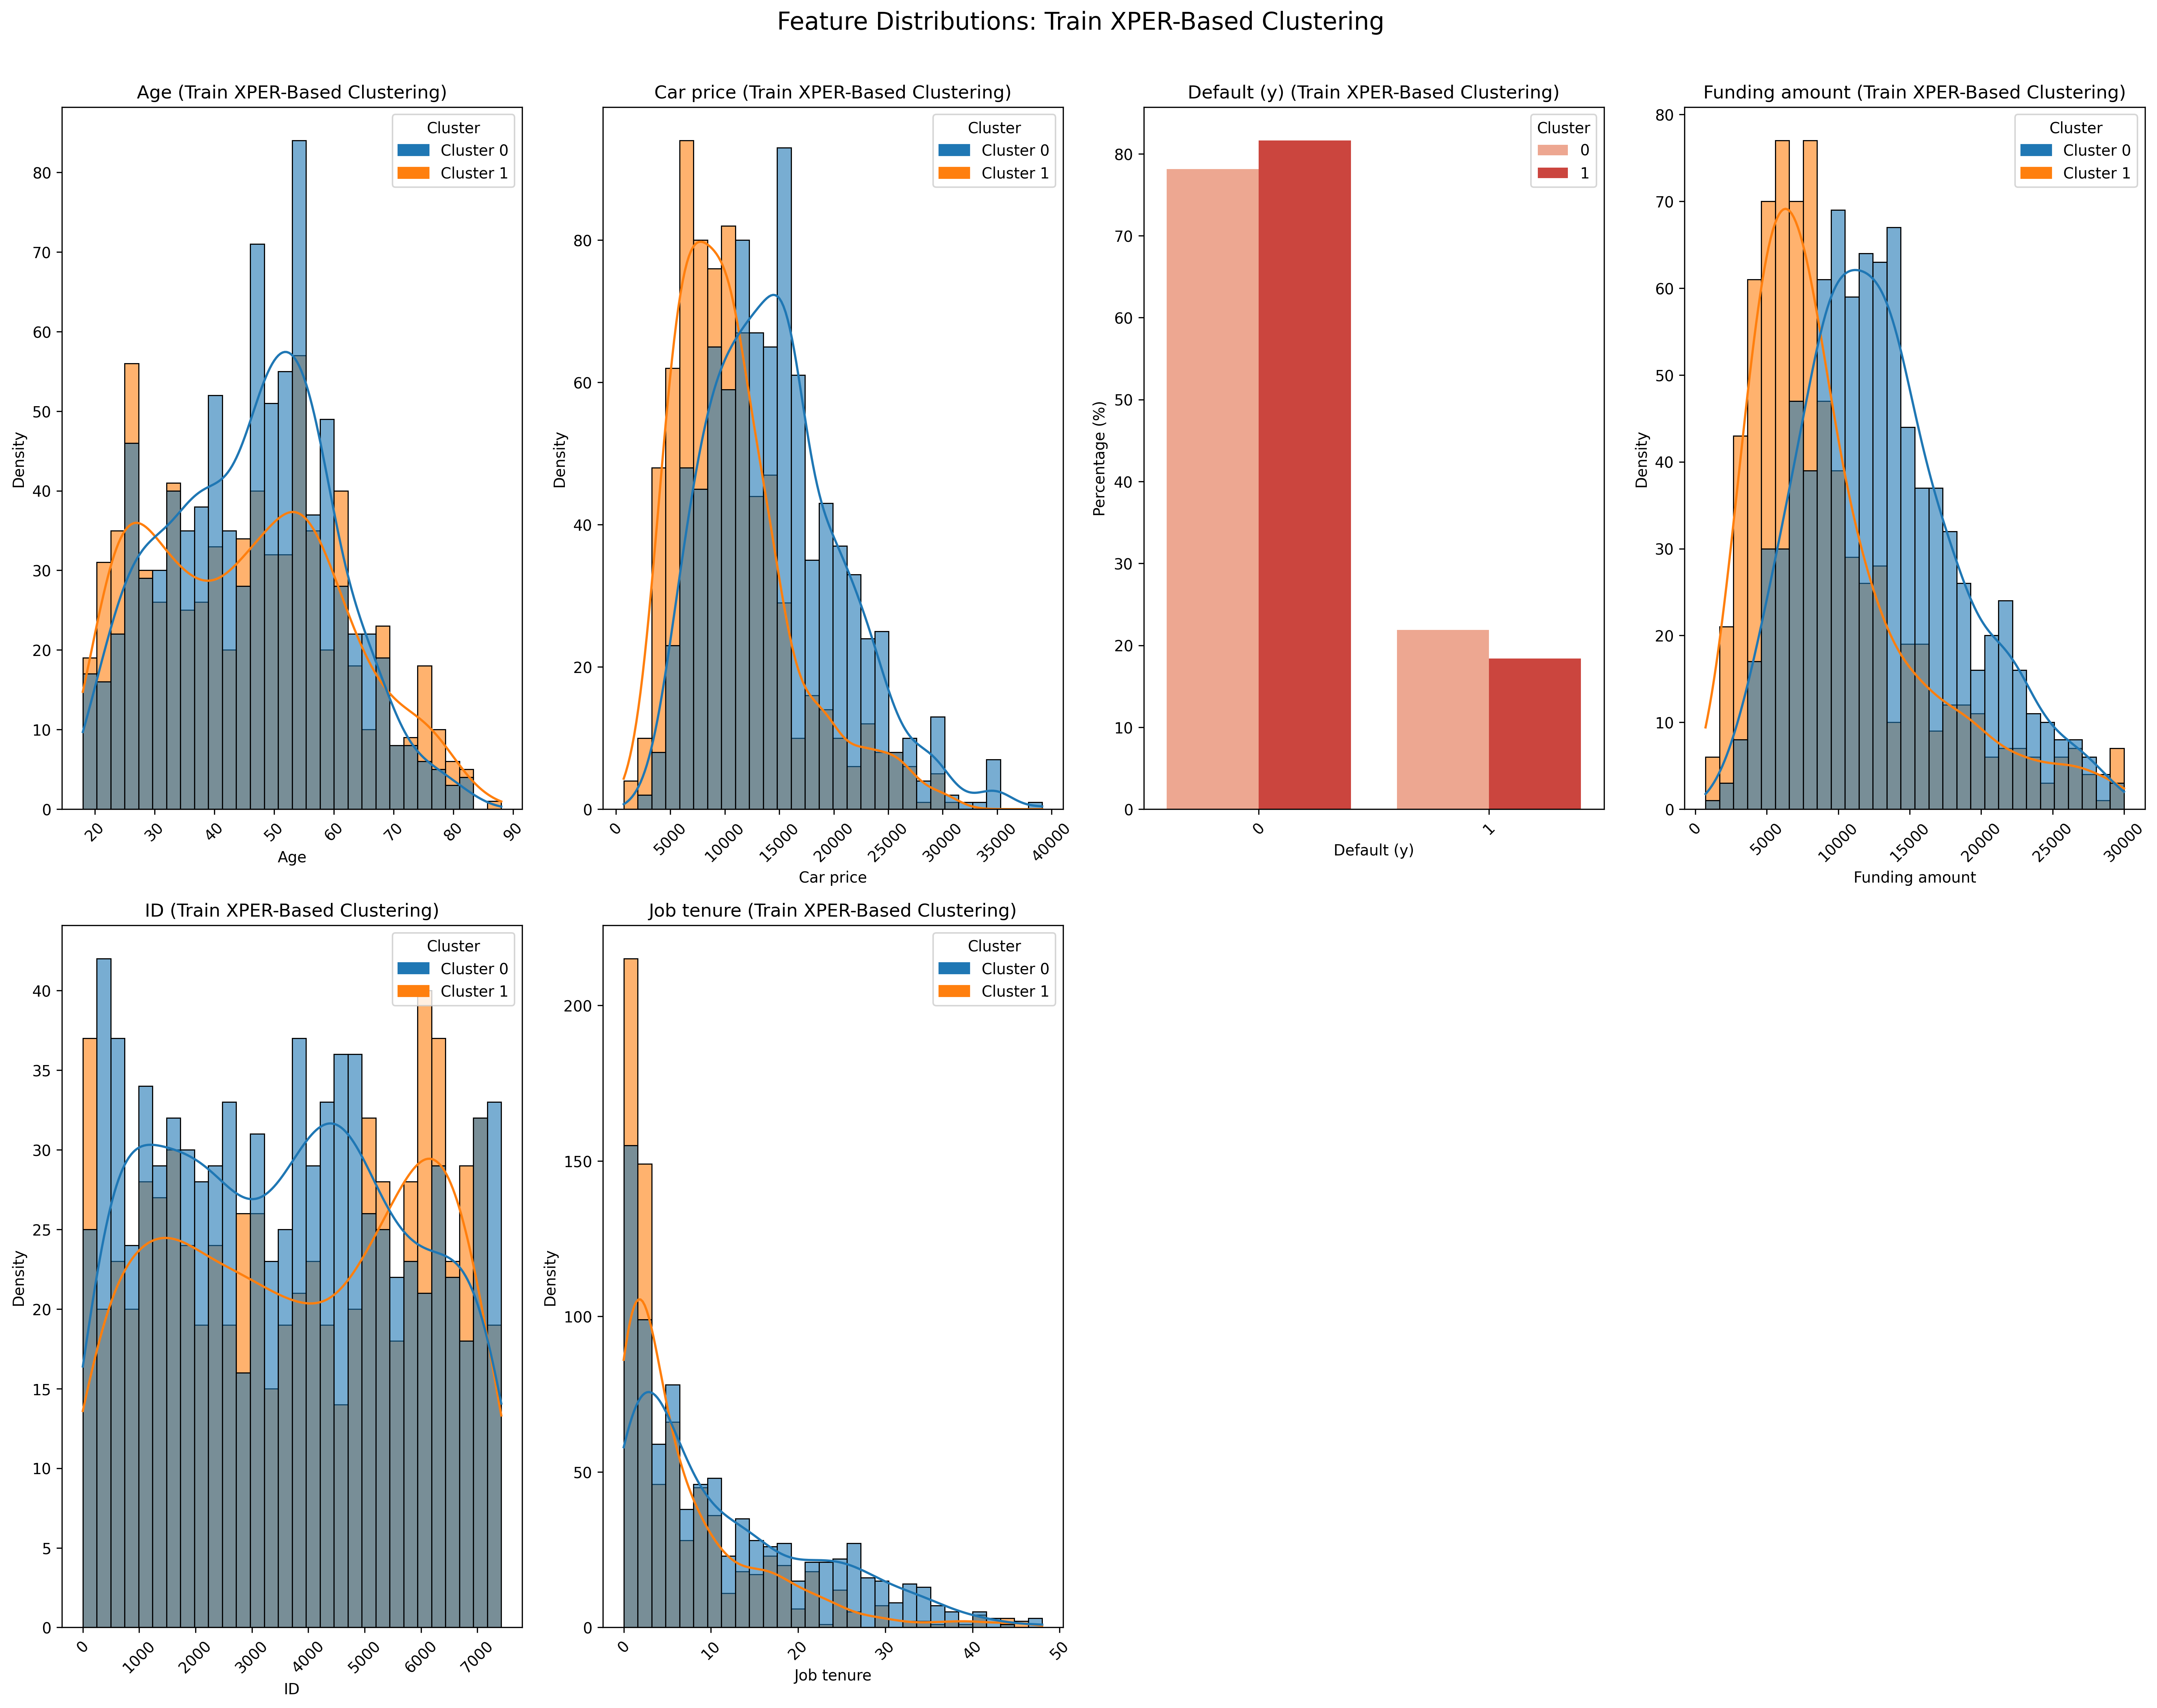 Feature Distributions: Train XPER-Based Clustering
Age (Train XPER-Based Clustering)
Density
80
70
60
50
40
30
20
10
0
20 30 40 50 60 70 80 90
Age
Cluster
Cluster 0
Cluster 1
Car price (Train XPER-Based Clustering)
Density
80
60
40
20
0
0 5000 10000 15000 20000 25000 30000 35000 40000
Car price
Cluster
Cluster 0
Cluster 1
Default (y) (Train XPER-Based Clustering)
Percentage (%)
80
70
60
50
40
30
20
10
0
0 1
Default (y)
Cluster
0
1
Funding amount (Train XPER-Based Clustering)
Density
80
70
60
50
40
30
20
10
0
0 5000 10000 15000 20000 25000 30000
Funding amount
Cluster
Cluster 0
Cluster 1
ID (Train XPER-Based Clustering)
Density
40
35
30
25
20
15
10
5
0
0 1000 2000 3000 4000 5000 6000 7000
ID
Cluster
Cluster 0
Cluster 1
Job tenure (Train XPER-Based Clustering)
Density
200
150
100
50
0
0 10 20 30 40 50
Job tenure
Cluster
Cluster 0
Cluster 1